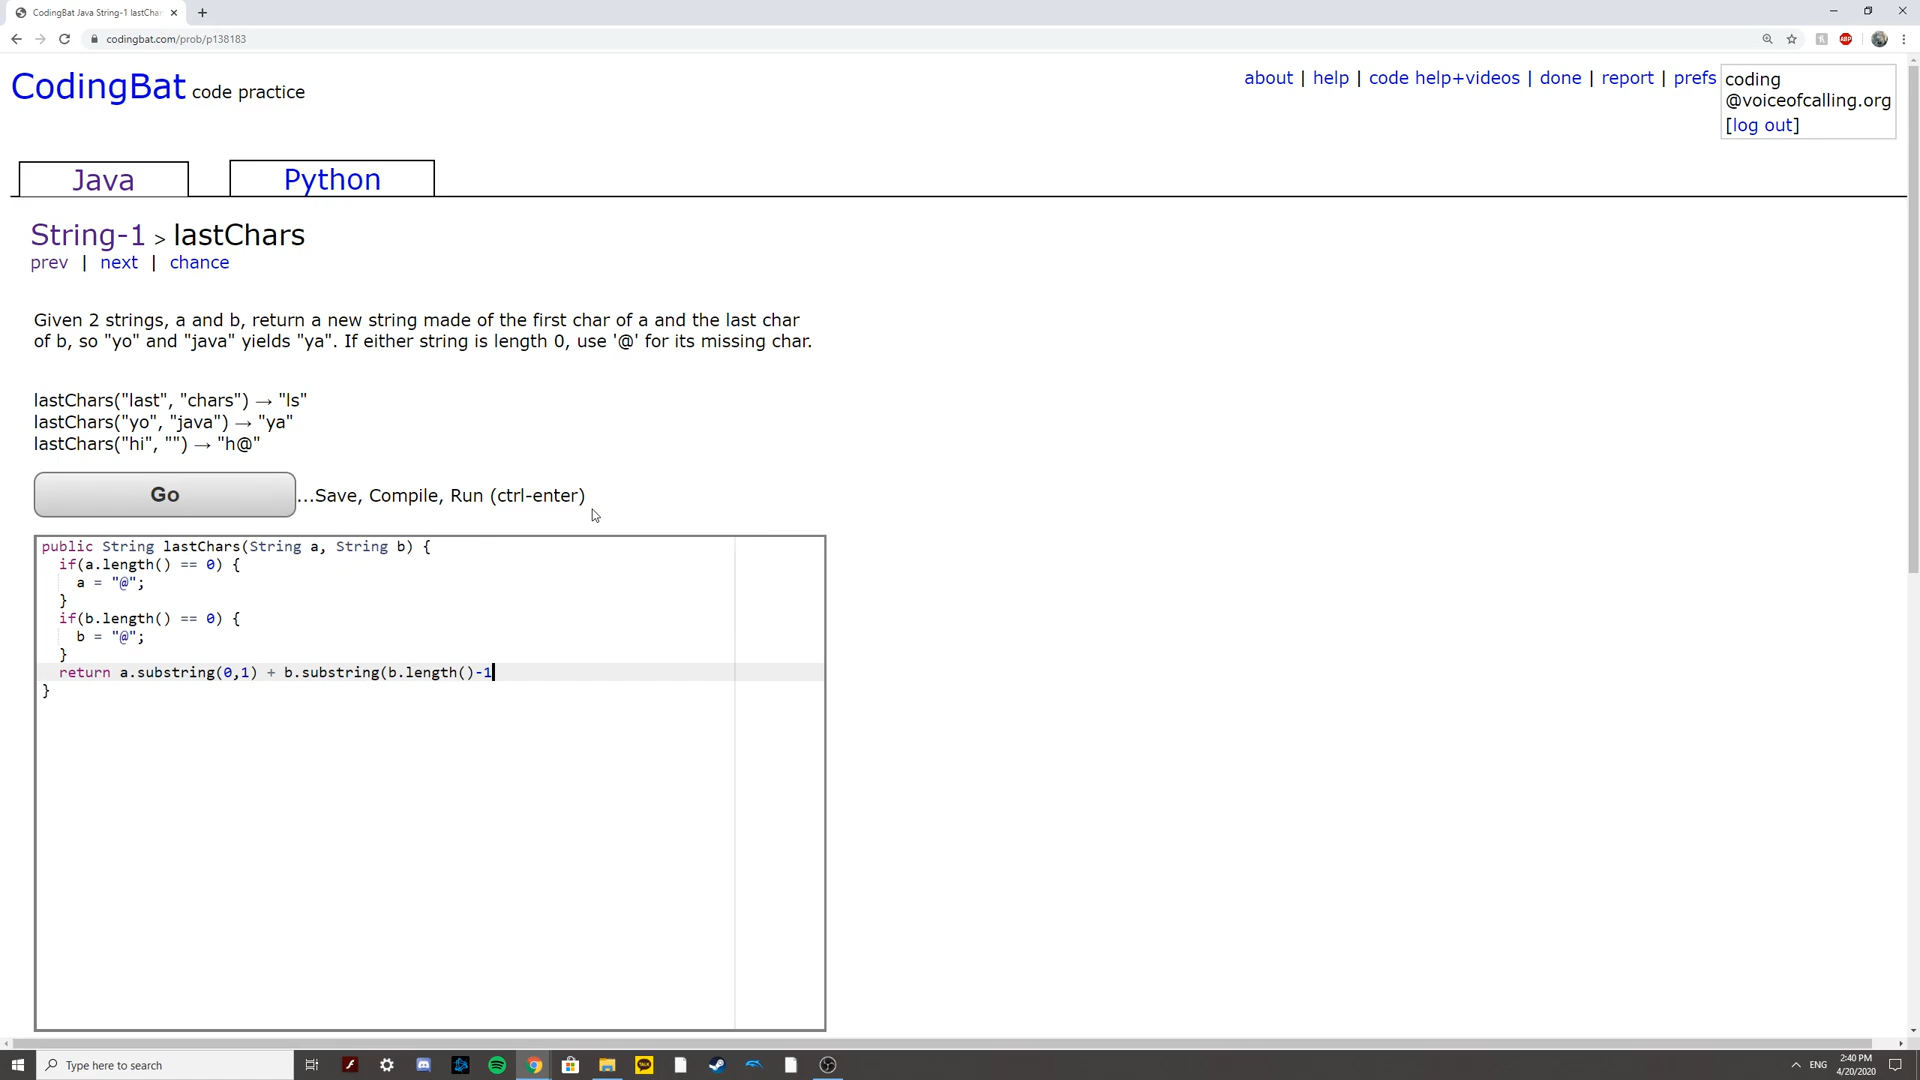 CodingBat Java String-1 lastChar
codingbat.com/prob/p138183
ABP
CodingBat code practice
about | help | code help+videos | done | report | prefs
coding
@voiceofcalling.org
[log out]
Java
Python
String-1 > lastChars
prev | next | chance
Given 2 strings, a and b, return a new string made of the first char of a and the last char
of b, so "yo" and "java" yields "ya". If either string is length 0, use '@' for its missing char.
lastChars("last", "chars") → "ls"
lastChars("yo", "java") → "ya"
lastChars("hi", "") → "h@"
Go
...Save, Compile, Run (ctrl-enter)
public String lastChars(String a, String b) {
if(a.length() == 0) {
a = "@";
}
if(b.length() == 0) {
b = "@";
}
return a.substring(0,1) + b.substring(b.length()-1
}
Type here to search
TALK
ENG
2:40 PM
4/20/2020